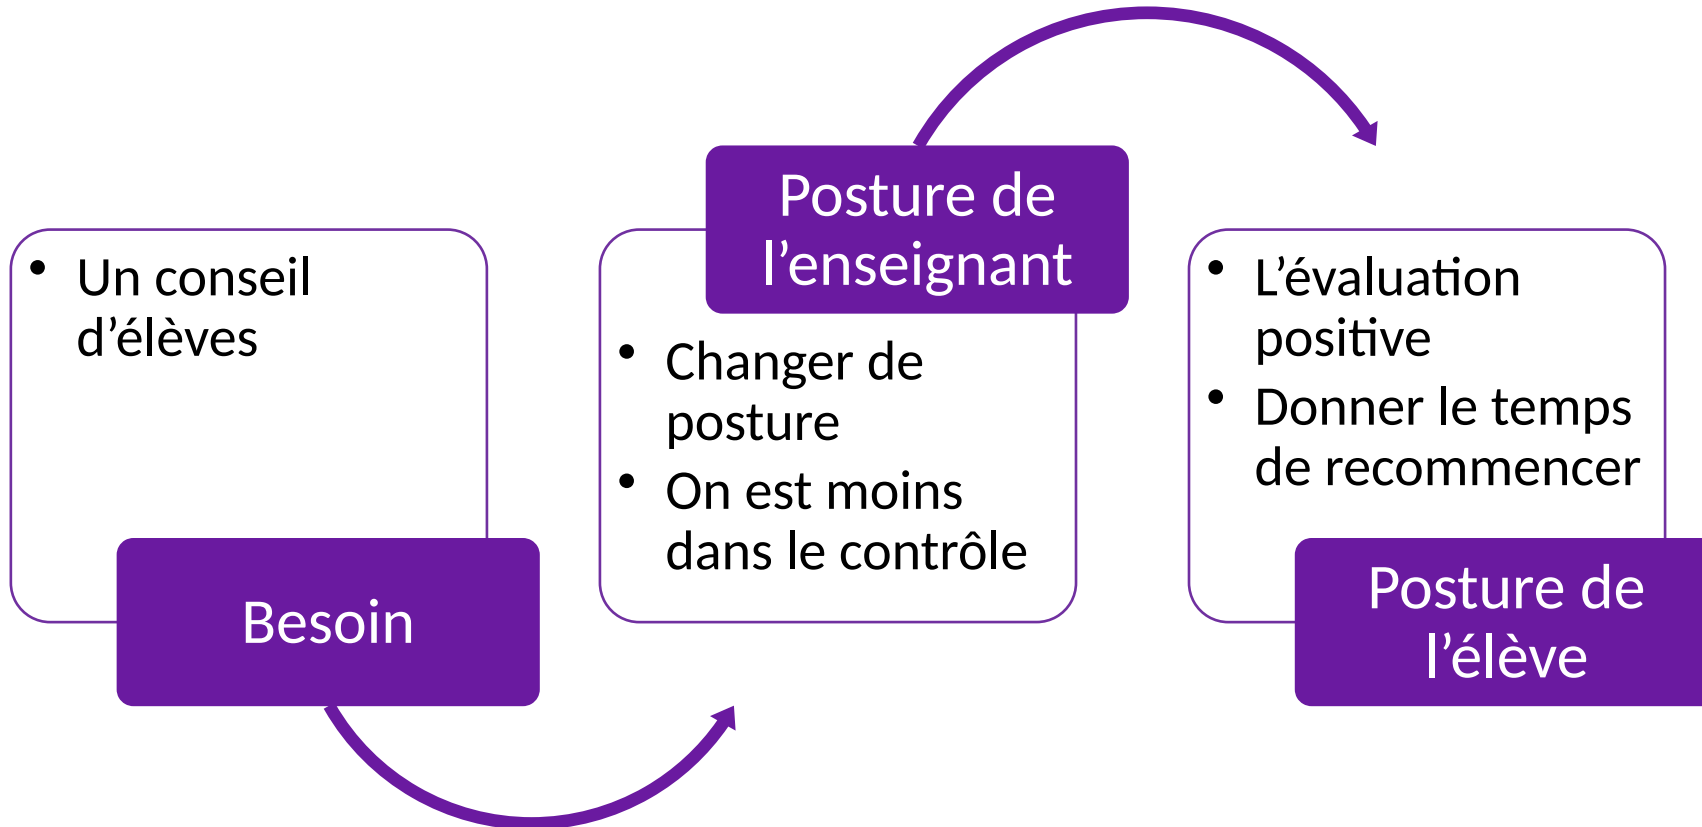 • Un conseil
d’élèves
Besoin
Posture de
l’enseignant
• Changer de
posture
• On est moins
dans le contrôle
• L’évaluation
positive
• Donner le temps
de recommencer
Posture de
l’élève